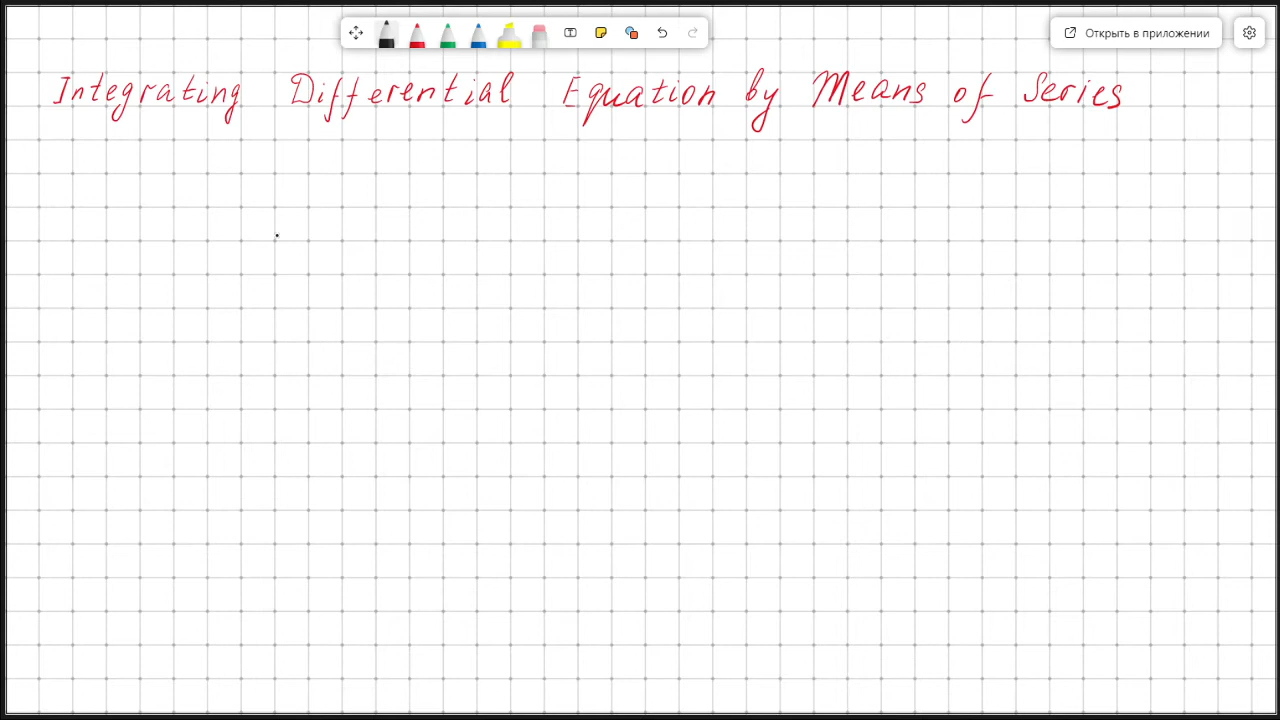 Открыть в приложении
Integrating Differential Equation by Means of Series